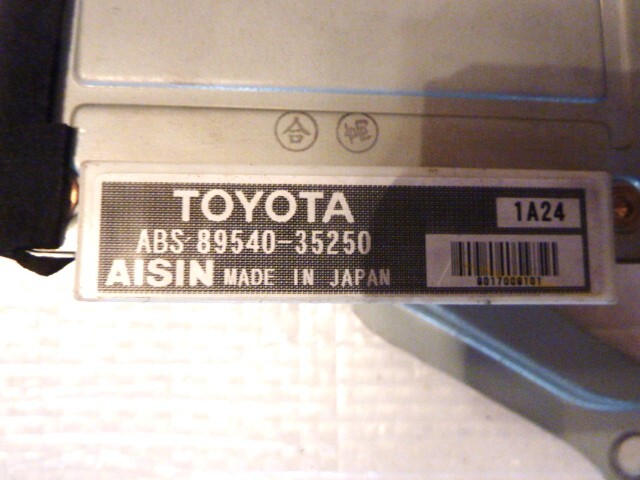 合
TOYOTA
1A24
ABS 89540-35250
AISIN MADE IN JAPAN